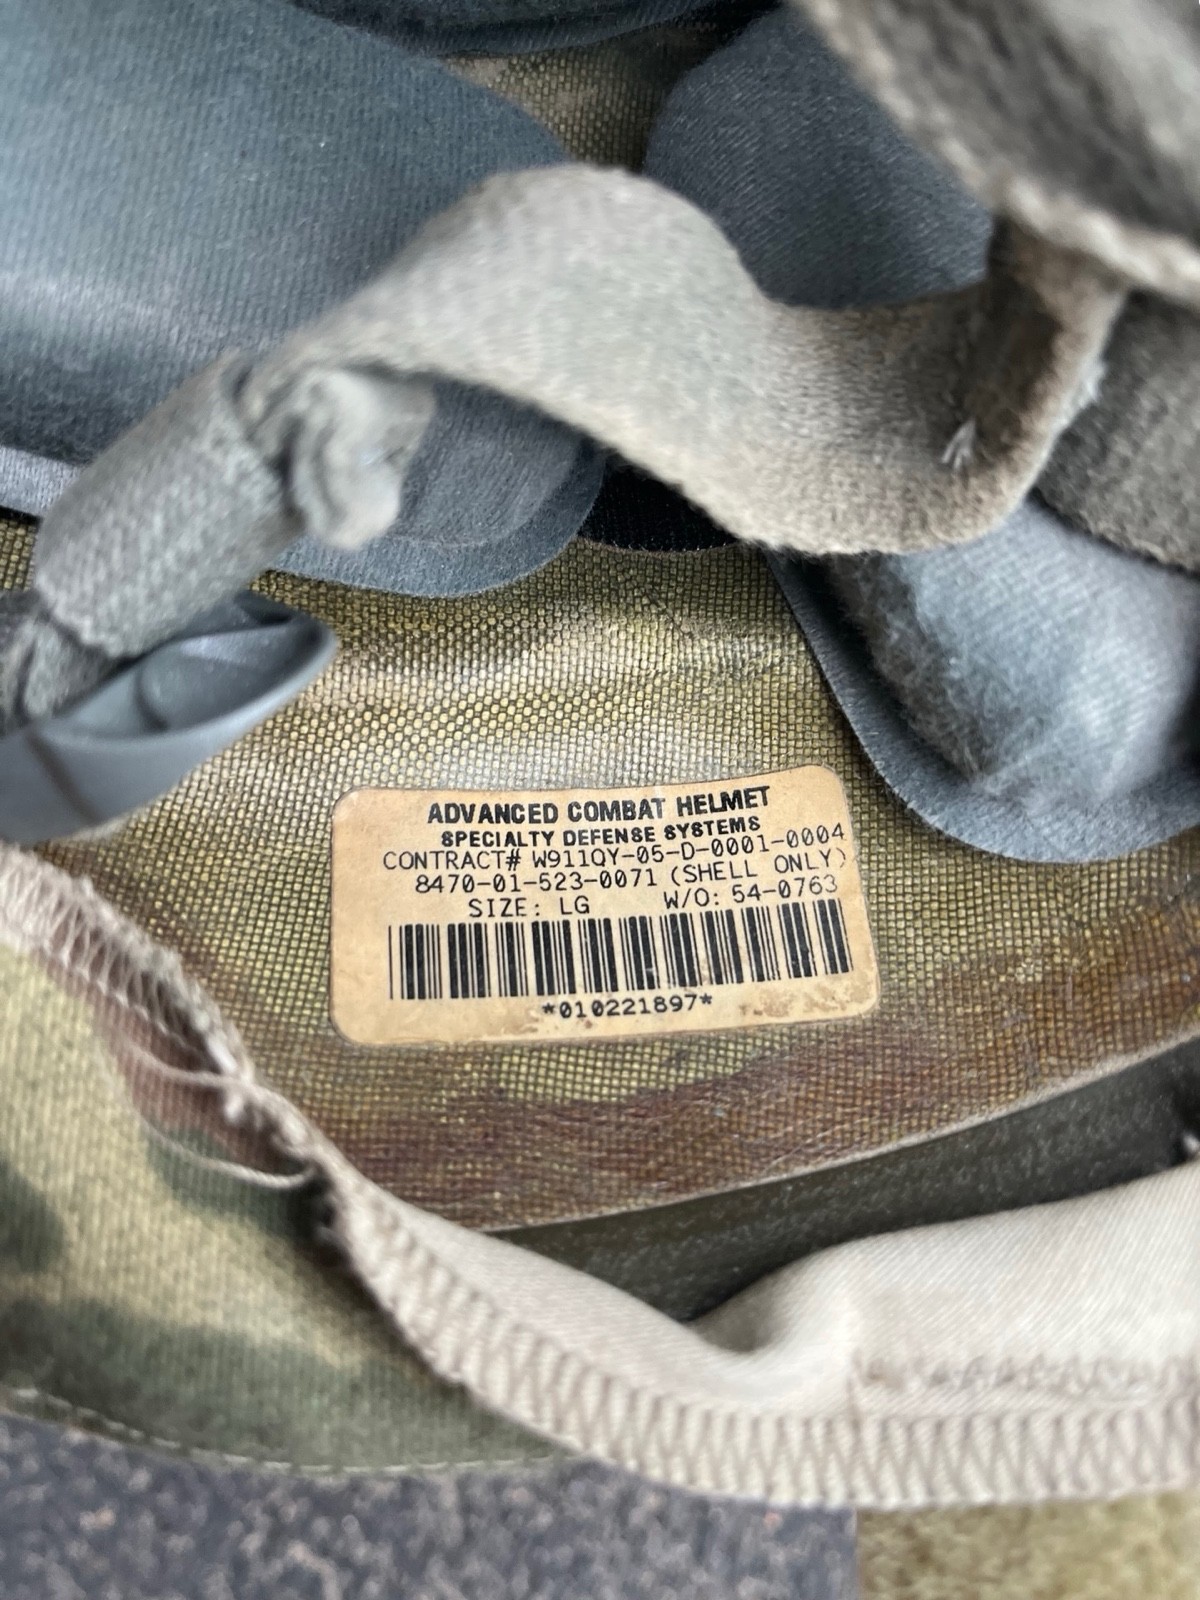 ADVANCED COMBAT HELMET
SPECIALTY DEFENSE SYSTEMS
CONTRACT# W911QY-05-D-0001-0004
8470-01-523-0071 (SHELL ONLY)
SIZE: LG W/O: 54-0763
*010221897*